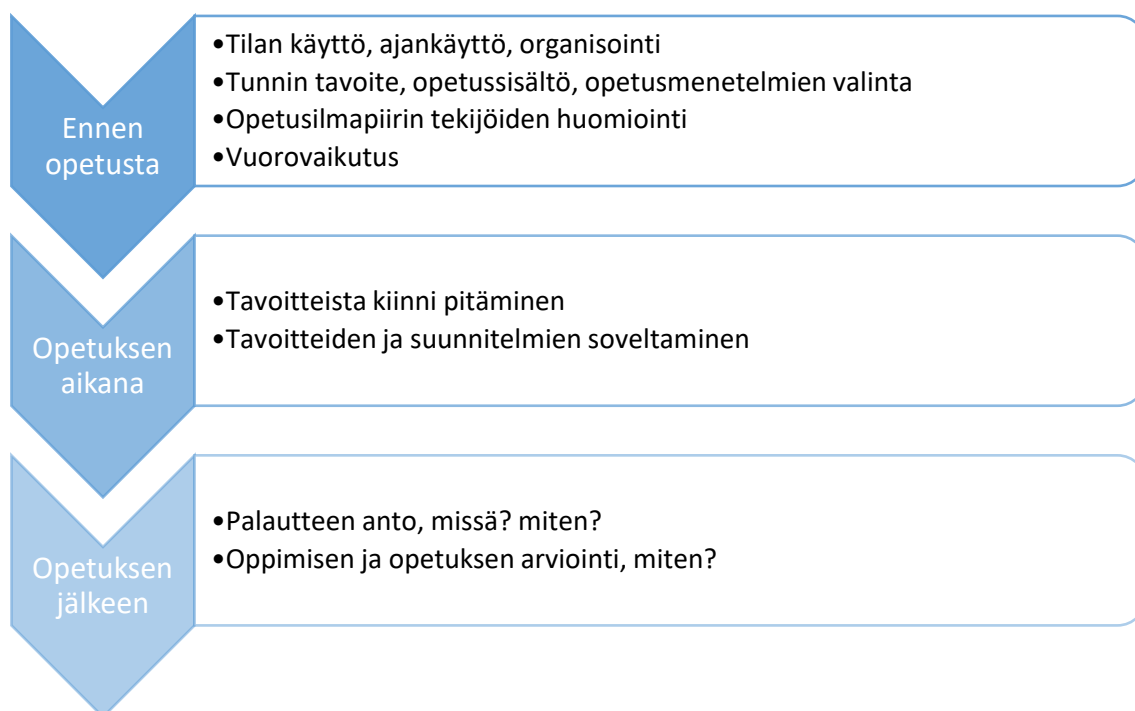 Ennen
opetusta
•Tilan käyttö, ajankäyttö, organisointi
•Tunnin tavoite, opetussisältö, opetusmenetelmien valinta
•Opetusilmapiirin tekijöiden huomiointi
•Vuorovaikutus
Opetuksen
aikana
•Tavoitteista kiinni pitäminen
•Tavoitteiden ja suunnitelmien soveltaminen
Opetuksen
jälkeen
•Palautteen anto, missä? miten?
•Oppimisen ja opetuksen arviointi, miten?